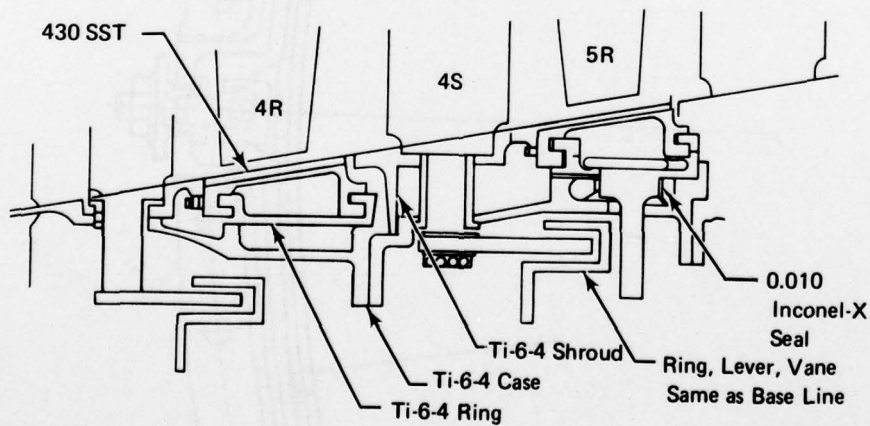 430 SST
4R
4S
5R
0.010
Inconel-X
Seal
Ti-6-4 Shroud
Ring, Lever, Vane
Same as Base Line
Ti-6-4 Case
Ti-6-4 Ring